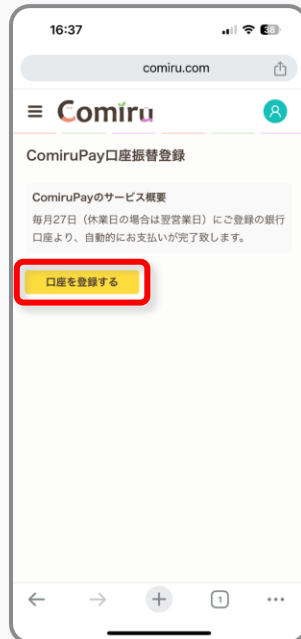 16:37
38
comiru.com
Comiru
ComiruPay口座振替登録
ComiruPayのサービス概要
毎月27日（休業日の場合は翌営業日）にご登録の銀行
口座より、自動的にお支払いが完了致します。
口座を登録する
1